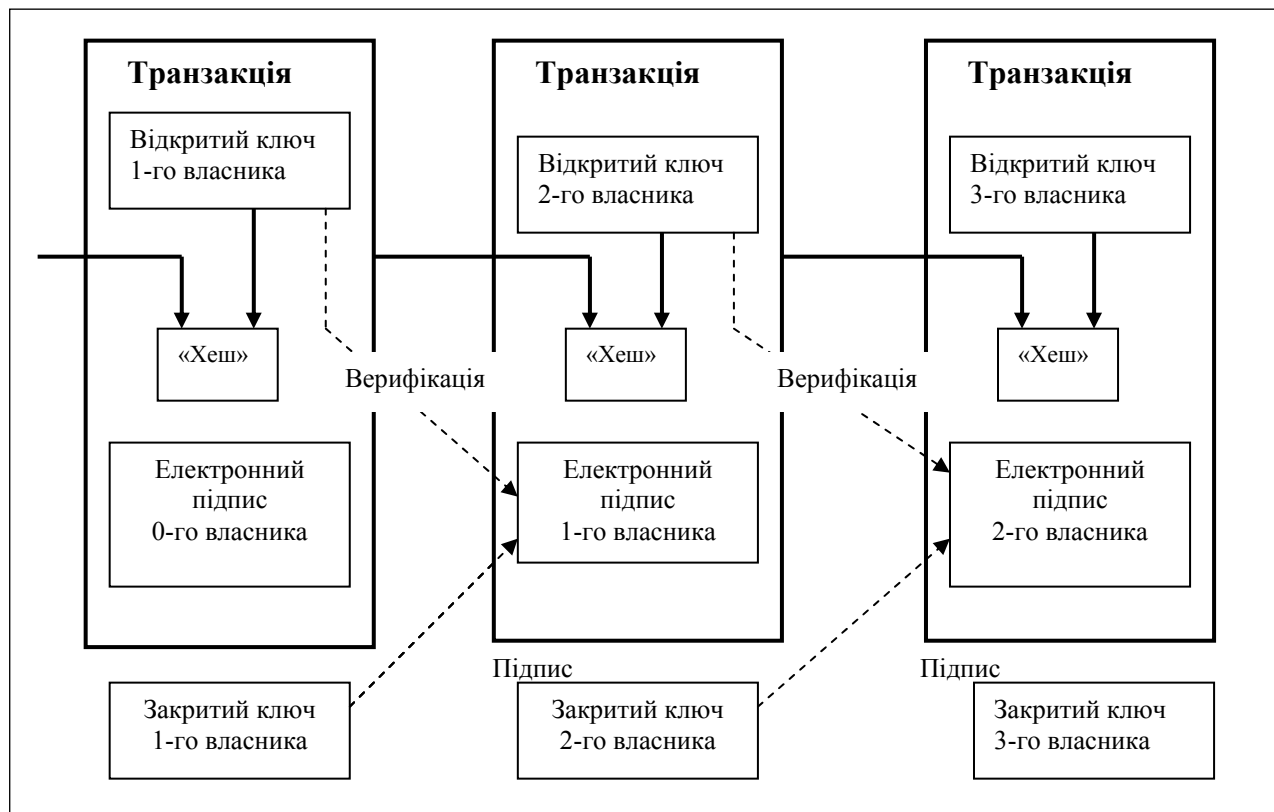 Транзакція
Транзакція
Транзакція
Відкритий ключ
1-го власника
Відкритий ключ
2-го власника
Відкритий ключ
3-го власника
«Хеш»
«Хеш»
«Хеш»
Верифікація
Верифікація
Електронний
підпис
0-го власника
Електронний
підпис
1-го власника
Електронний
підпис
2-го власника
Підпис
Підпис
Закритий ключ
1-го власника
Закритий ключ
2-го власника
Закритий ключ
3-го власника